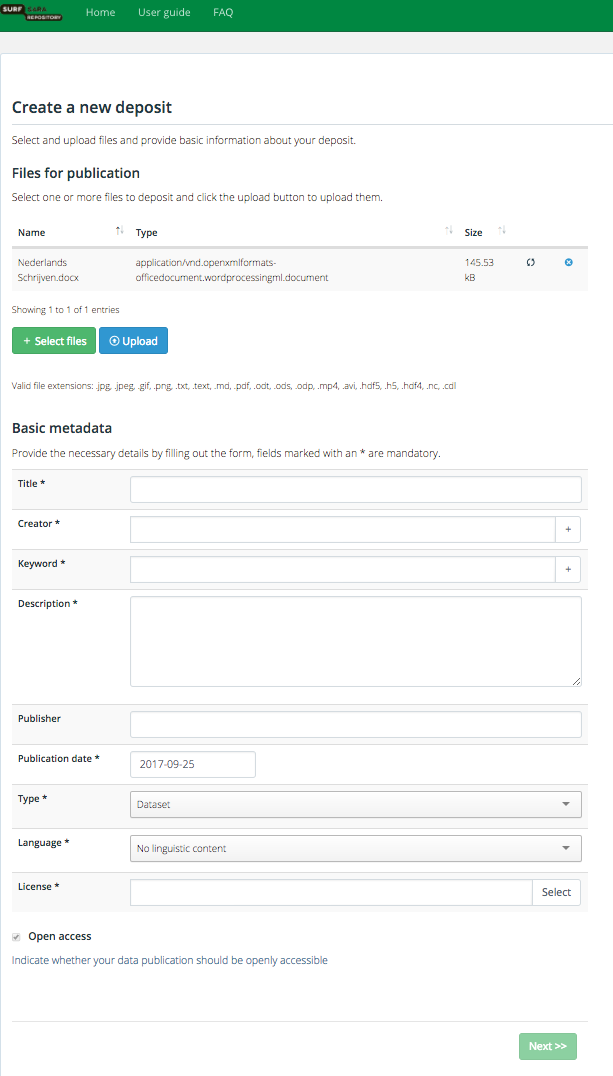 SURF SARA
REPOSITORY
Home User guide FAQ
Create a new deposit
Select and upload files and provide basic information about your deposit.
Files for publication
Select one or more files to deposit and click the upload button to upload them.
Name Type Size
Nederlands application/vnd.openxmlformats- 145.53
Schrijven.docx officedocument.wordprocessingml.document kB
Showing 1 to 1 of 1 entries
+ Select files Upload
Valid file extensions: .jpg, .jpeg, .gif, .png, .txt, .text, .md, .pdf, .odt, .ods, .odp, .mp4, .avi, .hdf5, .h5, .hdf4, .nc, .cdl
Basic metadata
Provide the necessary details by filling out the form, fields marked with an * are mandatory.
Title *
Creator * +
Keyword * +
Description *
Publisher
Publication date * 2017-09-25
Type * Dataset
Language * No linguistic content
License * Select
Open access
Indicate whether your data publication should be openly accessible
Next >>